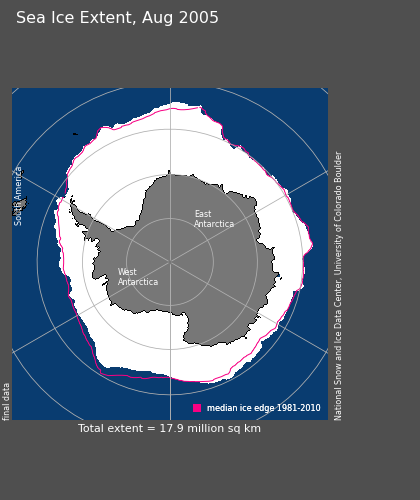 Sea Ice Extent, Aug 2005
South America
East
Antarctica
West
Antarctica
National Snow and Ice Data Center, University of Colorado Boulder
final data
median ice edge 1981-2010
Total extent = 17.9 million sq km